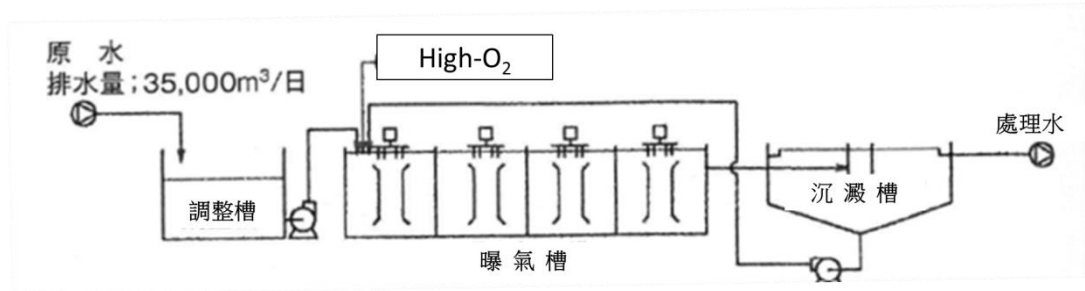 原 水
排水量;35,000m³/日
High-O₂
處理水
調整槽
沉 澱 槽
曝 氣 槽